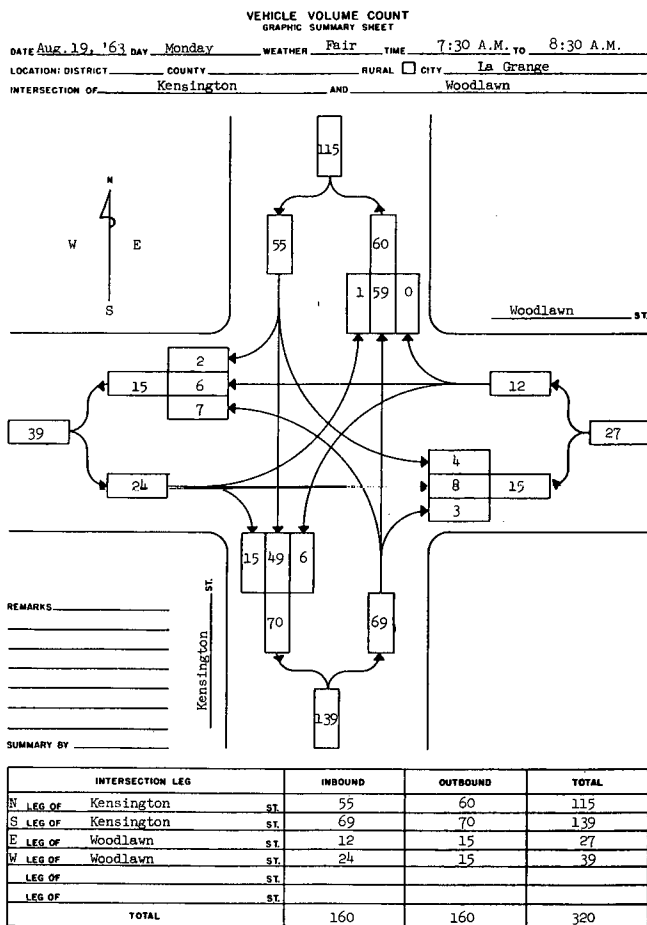 VEHICLE VOLUME COUNT
GRAPHIC SUMMARY SHEET
DATE Aug. 19, '63 DAY Monday WEATHER Fair TIME 7:30 A.M. TO 8:30 A.M.
LOCATION: DISTRICT COUNTY RURAL CITY La Grange
INTERSECTION OF Kensington AND Woodlawn
115
N
W E
S
55
60
1 59 0
Woodlawn ST.
2
15 6
7
12
39
27
24
4
8 15
3
15 49 6
70
69
139
Kensington ST.
REMARKS
SUMMARY BY
INTERSECTION LEG INBOUND OUTBOUND TOTAL
N LEG OF Kensington ST. 55 60 115
S LEG OF Kensington ST. 69 70 139
E LEG OF Woodlawn ST. 12 15 27
W LEG OF Woodlawn ST. 24 15 39
LEG OF ST.
LEG OF ST.
TOTAL 160 160 320